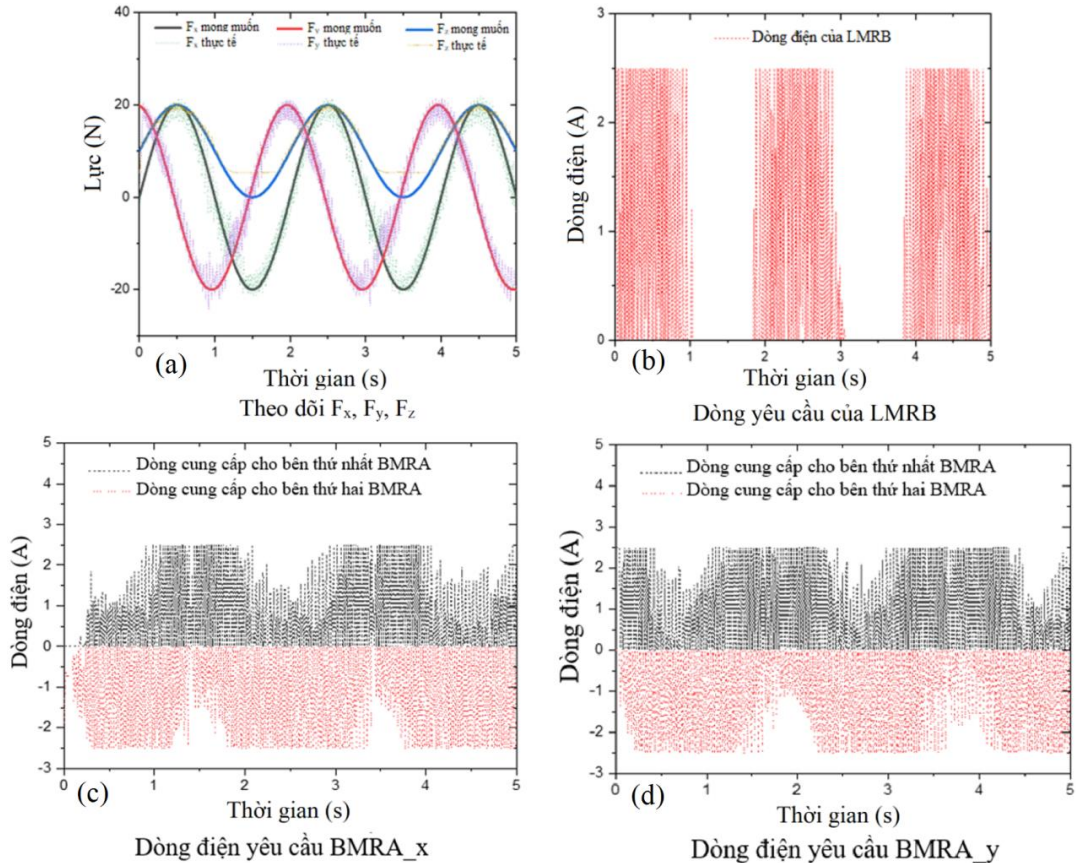 40
20
0
-20
Lực (N)
Fx mong muốn Fy mong muốn Fz mong muốn
Fx thực tế Fy thực tế Fz thực tế
0 1 2 3 4 5
(a)
Thời gian (s)
Theo dõi Fx, Fy, Fz
3
2
1
0
Dòng điện (A)
Dòng điện của LMRB
0 1 2 3 4 5
(b)
Thời gian (s)
Dòng yêu cầu của LMRB
5
4
3
2
1
0
-1
-2
-3
Dòng điện (A)
Dòng cung cấp cho bên thứ nhất BMRA
Dòng cung cấp cho bên thứ hai BMRA
0 1 2 3 4 5
(c)
Thời gian (s)
Dòng điện yêu cầu BMRA_x
5
4
3
2
1
0
-1
-2
-3
Dòng điện (A)
Dòng cung cấp cho bên thứ nhất BMRA
Dòng cung cấp cho bên thứ hai BMRA
0 1 2 3 4 5
(d)
Thời gian (s)
Dòng điện yêu cầu BMRA_y